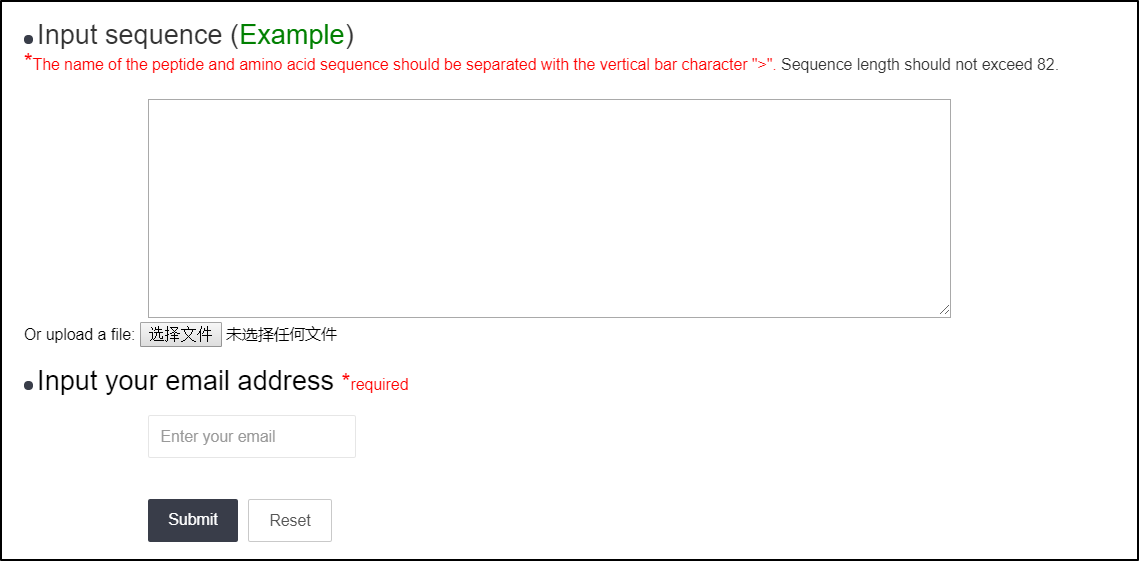 Input sequence (Example)
*The name of the peptide and amino acid sequence should be separated with the vertical bar character ">". Sequence length should not exceed 82.
Or upload a file: 选择文件 未选择任何文件
Input your email address *required
Enter your email
Submit Reset